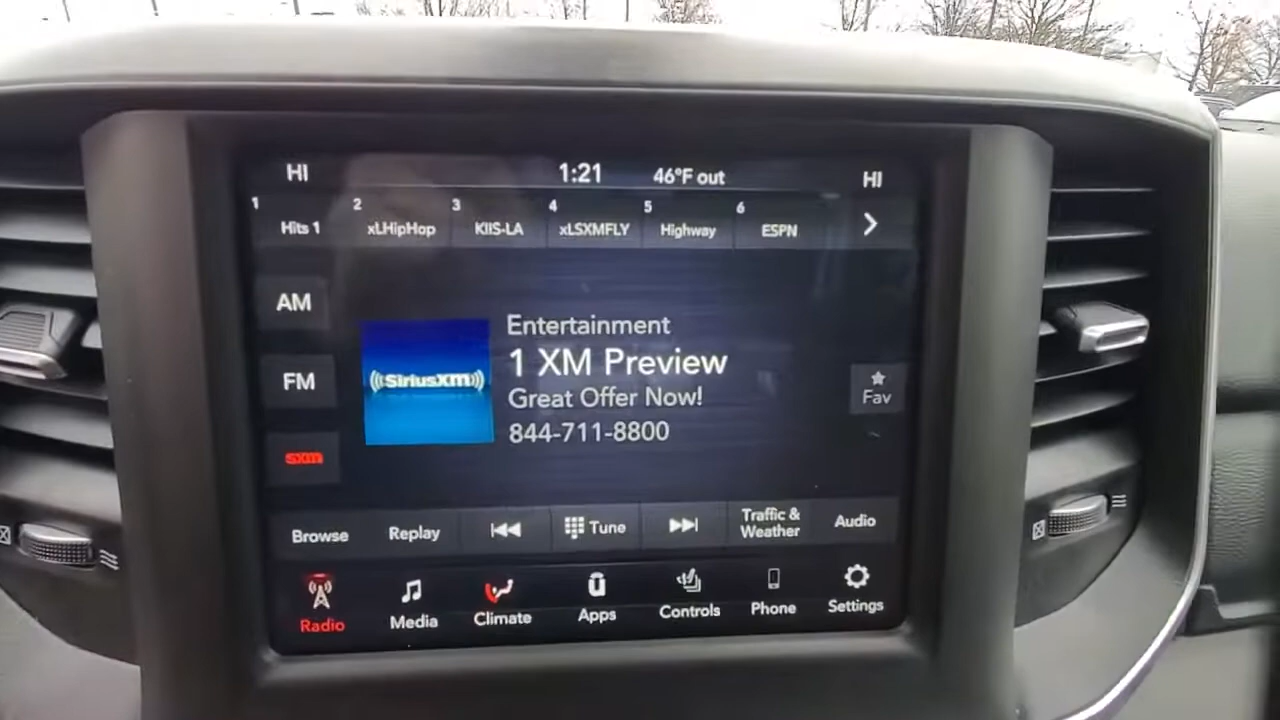 HI 1:21 46°F out HI
1 2 3 4 5 6
Hits 1 xLHipHop KIIS-LA xLSXMFLY Highway ESPN
AM
FM
sxm
SiriusXM
Entertainment
1 XM Preview
Great Offer Now!
844-711-8800
Fav
Browse Replay Tune Traffic & Weather Audio
Radio Media Climate Apps Controls Phone Settings